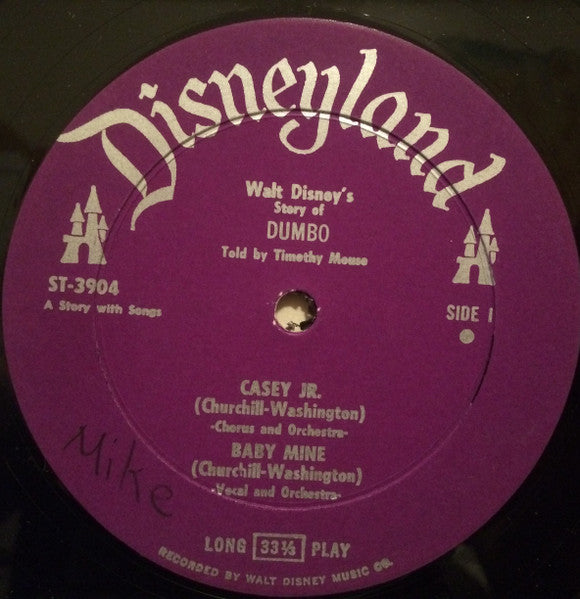 Disneyland
Walt Disney's
Story of
DUMBO
Told by Timothy Mouse
ST-3904
A Story with Songs
SIDE 1
CASEY JR.
(Churchill-Washington)
-Chorus and Orchestra-
BABY MINE
(Churchill-Washington)
-Vocal and Orchestra-
Mike
LONG 33⅓ PLAY
RECORDED BY WALT DISNEY MUSIC CO.